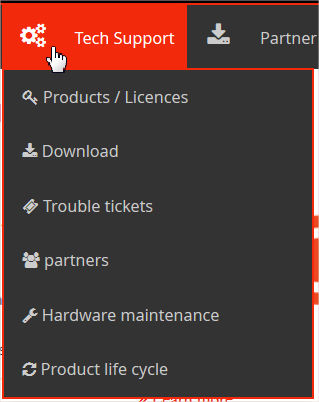 Tech Support
Partner
Products / Licences
Download
Trouble tickets
partners
Hardware maintenance
Product life cycle